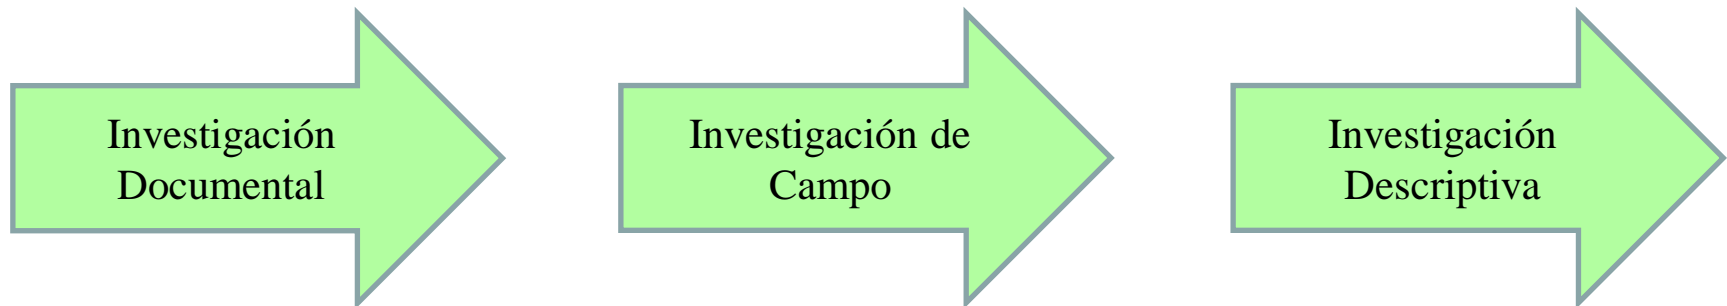 Investigación
Documental
Investigación de
Campo
Investigación
Descriptiva